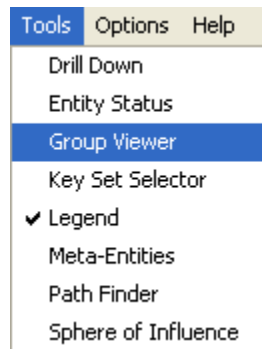 Tools Options Help
Drill Down
Entity Status
Group Viewer
Key Set Selector
✔ Legend
Meta-Entities
Path Finder
Sphere of Influence